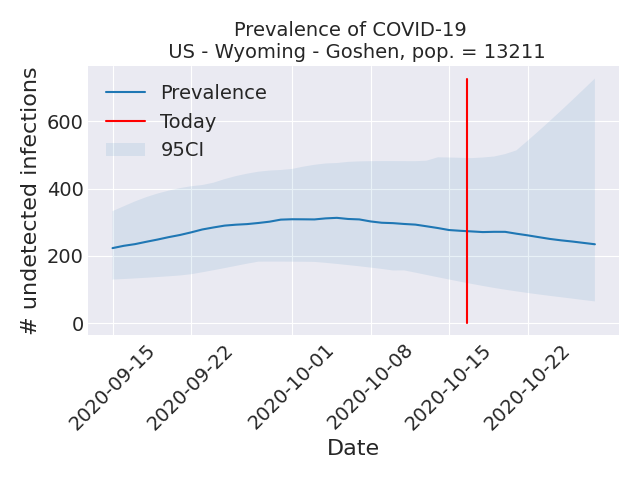 Prevalence of COVID-19
US - Wyoming - Goshen, pop. = 13211
# undetected infections
600
400
200
0
Prevalence
Today
95CI
2020-09-15
2020-09-22
2020-10-01
2020-10-08
2020-10-15
2020-10-22
Date